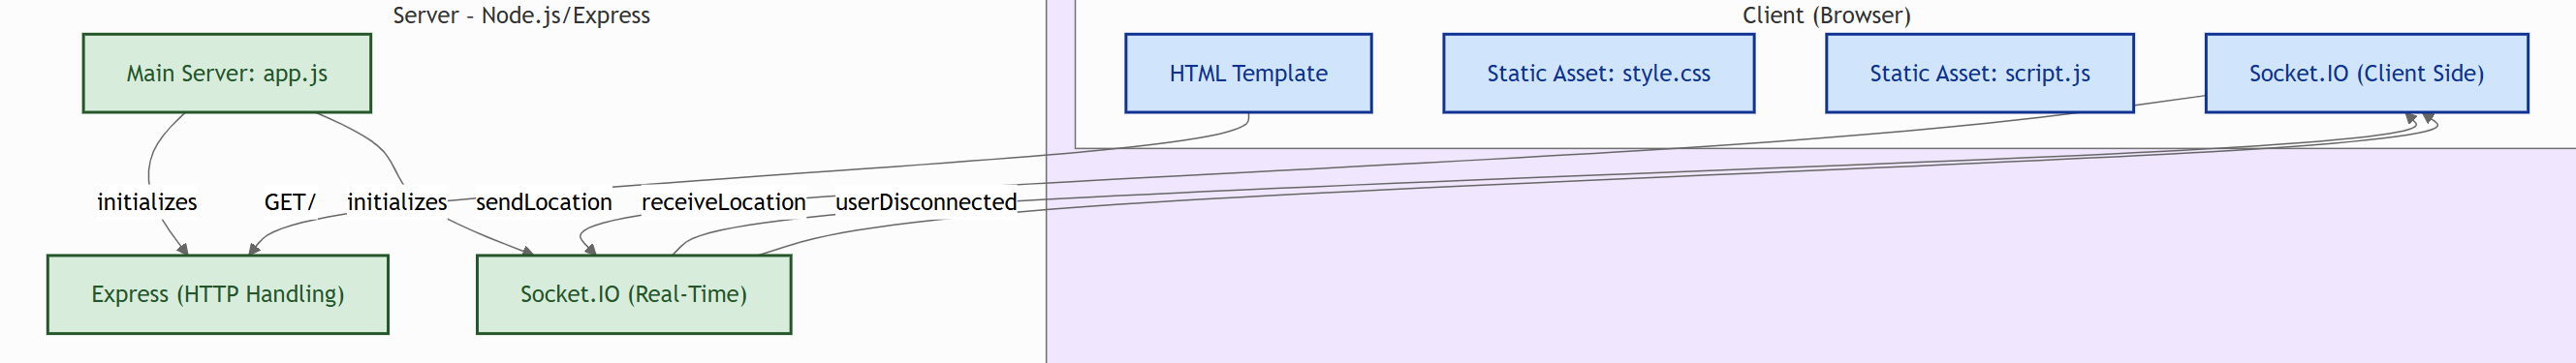 Server - Node.js/Express
Client (Browser)
Main Server: app.js
HTML Template
Static Asset: style.css
Static Asset: script.js
Socket.IO (Client Side)
initializes
GET/
initializes
sendLocation
receiveLocation
userDisconnected
Express (HTTP Handling)
Socket.IO (Real-Time)